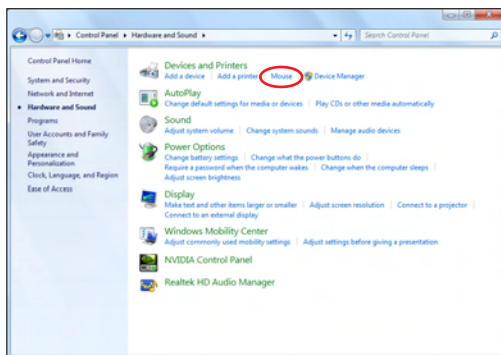 Control Panel ▸ Hardware and Sound ▸
Search Control Panel
Control Panel Home
System and Security
Network and Internet
Hardware and Sound
Programs
User Accounts and Family
Safety
Appearance and
Personalization
Clock, Language, and Region
Ease of Access
Devices and Printers
Add a device | Add a printer | Mouse | Device Manager
AutoPlay
Change default settings for media or devices | Play CDs or other media automatically
Sound
Adjust system volume | Change system sounds | Manage audio devices
Power Options
Change battery settings | Change what the power buttons do
Require a password when the computer wakes | Change when the computer sleeps
Adjust screen brightness
Display
Make text and other items larger or smaller | Adjust screen resolution | Connect to a projector
Connect to an external display
Windows Mobility Center
Adjust commonly used mobility settings | Adjust settings before giving a presentation
NVIDIA Control Panel
Realtek HD Audio Manager